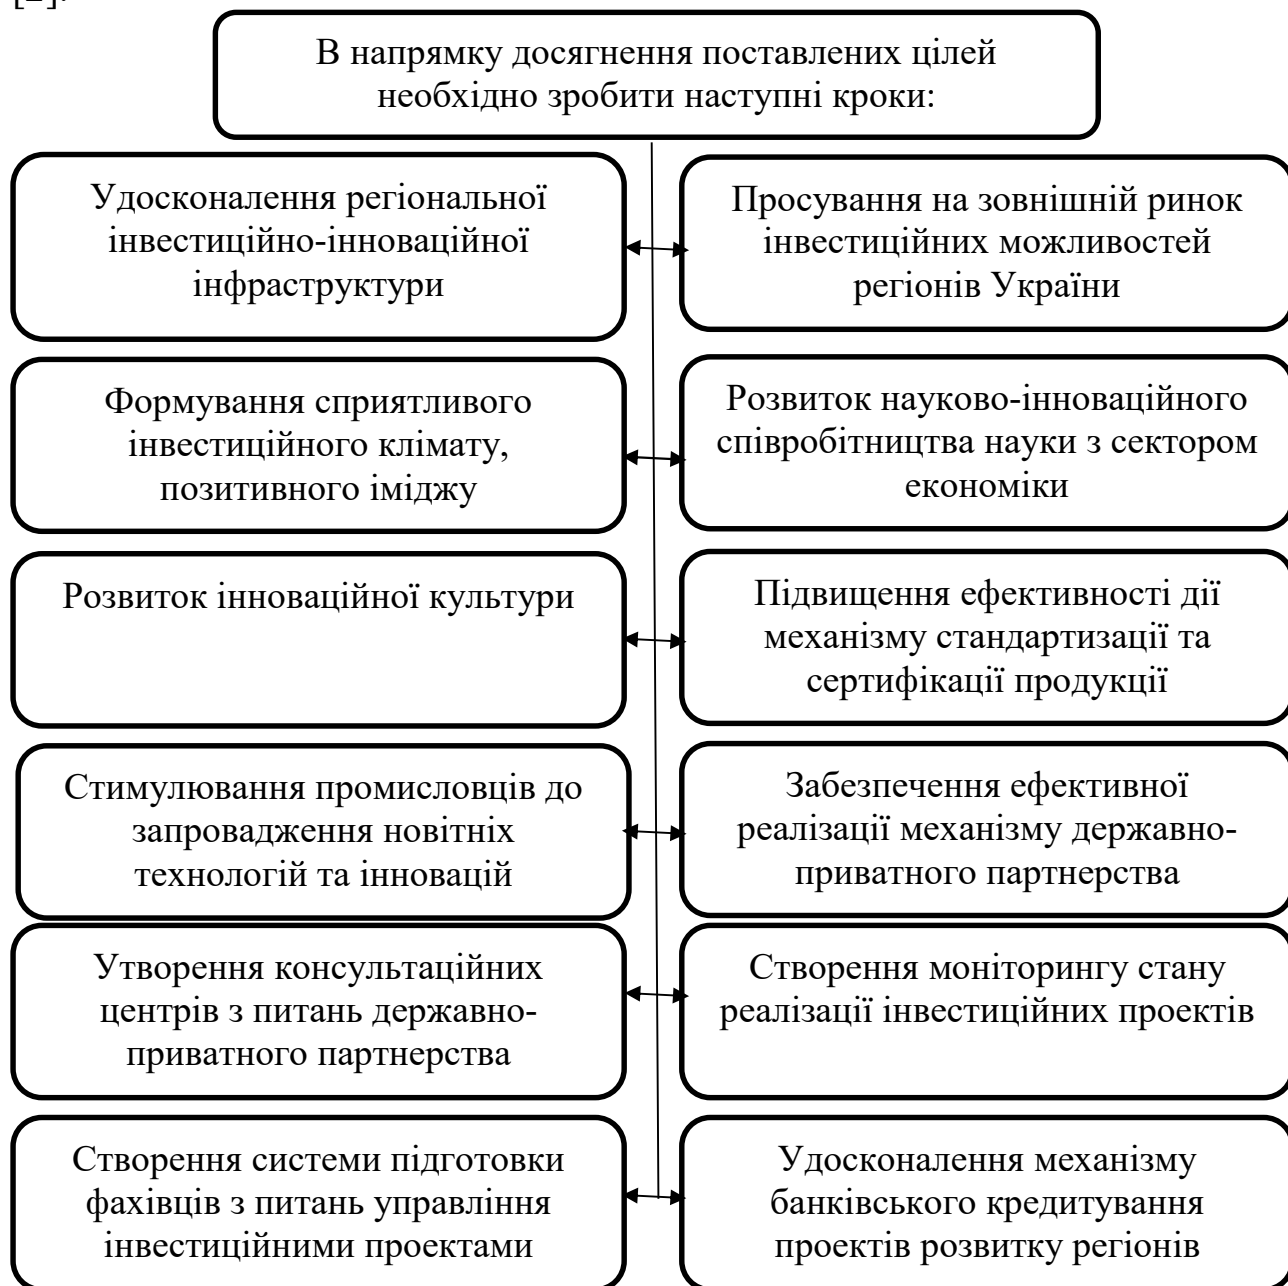 [2].
В напрямку досягнення поставлених цілей
необхідно зробити наступні кроки:
Удосконалення регіональної
інвестиційно-інноваційної
інфраструктури
Просування на зовнішній ринок
інвестиційних можливостей
регіонів України
Формування сприятливого
інвестиційного клімату,
позитивного іміджу
Розвиток науково-інноваційного
співробітництва науки з сектором
економіки
Розвиток інноваційної культури
Підвищення ефективності дії
механізму стандартизації та
сертифікації продукції
Стимулювання промисловців до
запровадження новітніх
технологій та інновацій
Забезпечення ефективної
реалізації механізму державно-
приватного партнерства
Утворення консультаційних
центрів з питань державно-
приватного партнерства
Створення моніторингу стану
реалізації інвестиційних проектів
Створення системи підготовки
фахівців з питань управління
інвестиційними проектами
Удосконалення механізму
банківського кредитування
проектів розвитку регіонів